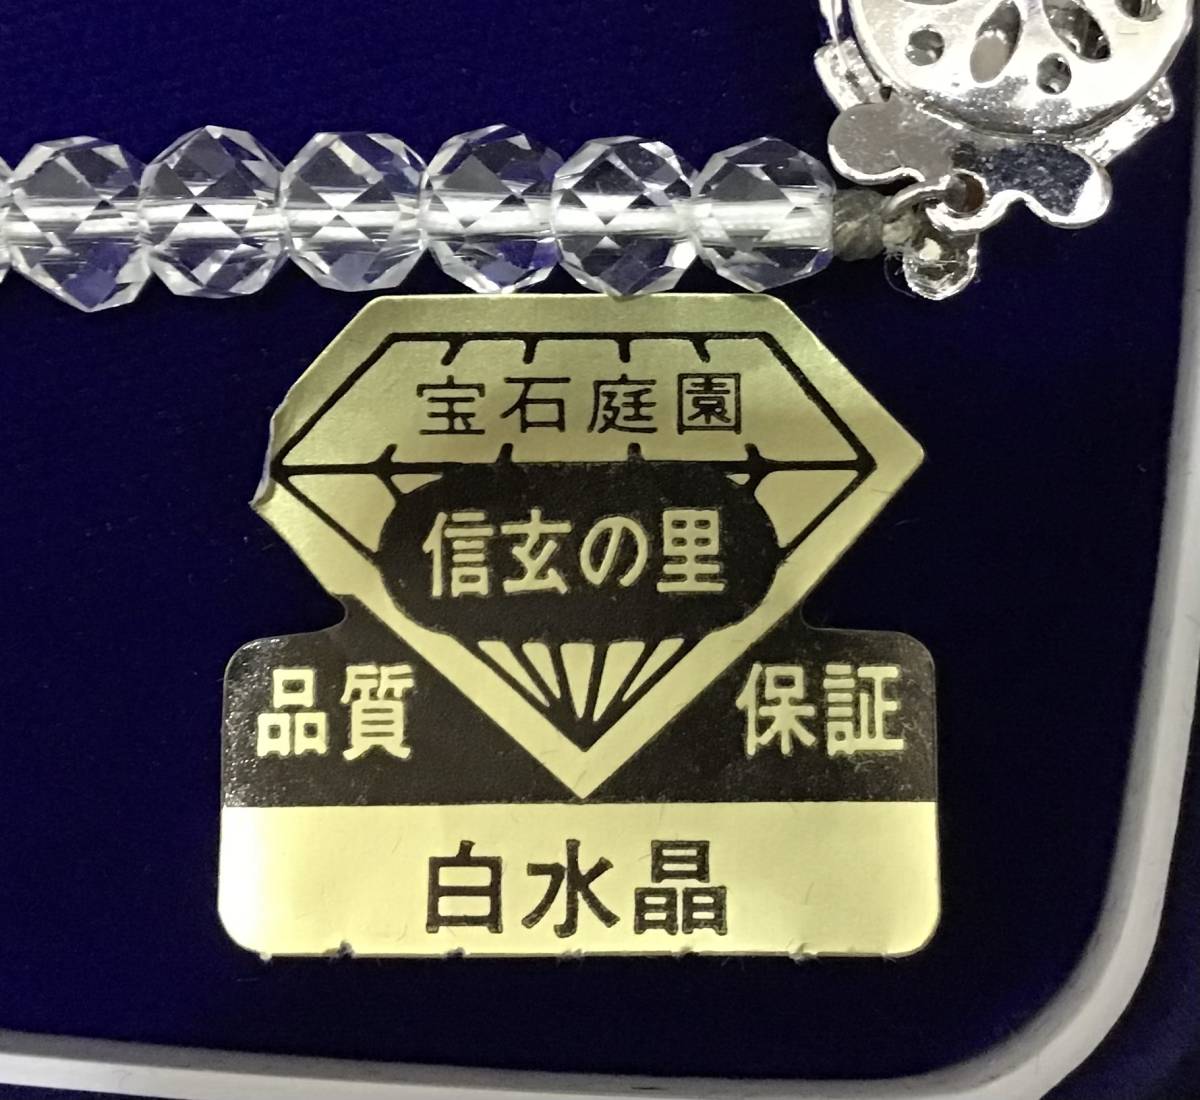 宝石庭園
信玄の里
品質 保証
白水晶